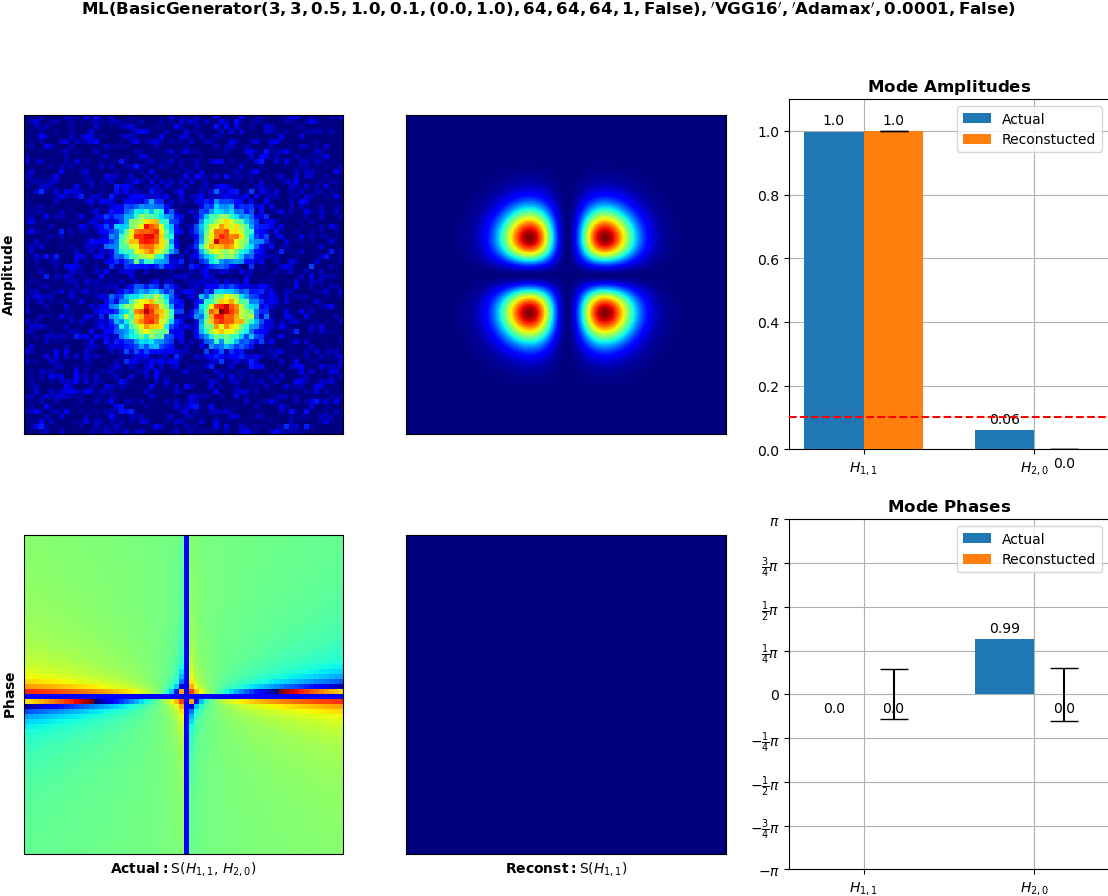 ML(BasicGenerator(3, 3, 0.5, 1.0, 0.1, (0.0, 1.0), 64, 64, 64, 1, False), ′VGG16′, ′Adamax′, 0.0001, False)
Amplitude
Mode Amplitudes
Actual
Reconstucted
1.0
1.0
0.06
0.0
1.0
0.8
0.6
0.4
0.2
0.0
H1,1
H2,0
Phase
Actual: S(H1,1, H2,0)
Reconst: S(H1,1)
Mode Phases
Actual
Reconstucted
0.0
0.0
0.99
0.0
π
3/4π
1/2π
1/4π
0
−1/4π
−1/2π
−3/4π
−π
H1,1
H2,0